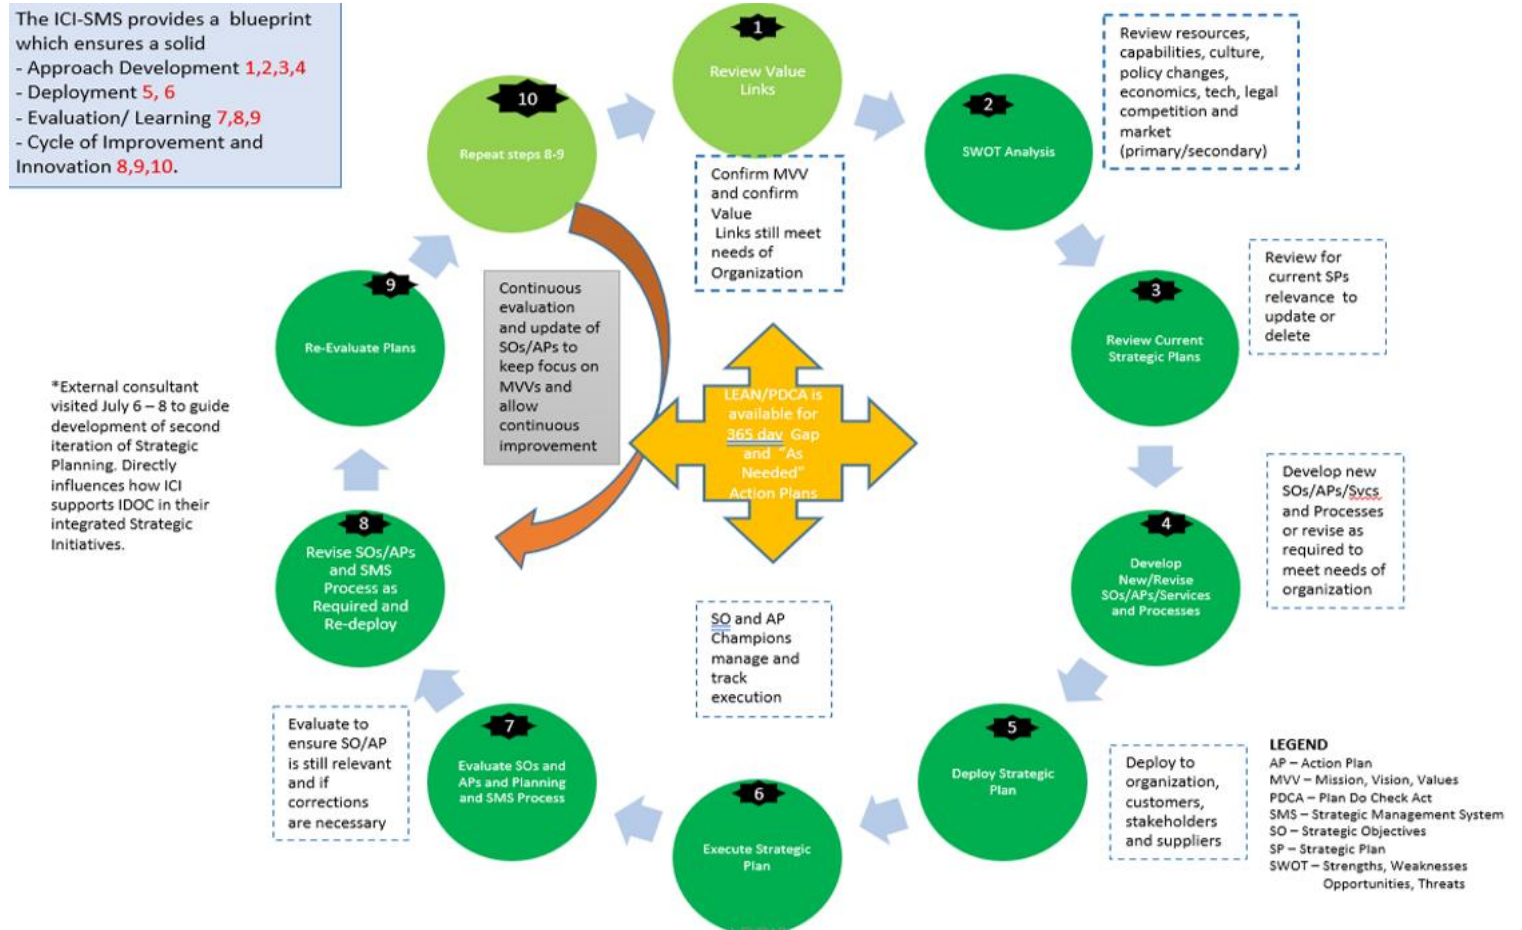 The ICI-SMS provides a blueprint
which ensures a solid
- Approach Development 1,2,3,4
- Deployment 5, 6
- Evaluation/ Learning 7,8,9
- Cycle of Improvement and
Innovation 8,9,10.
1
Review Value
Links
Confirm MVV
and confirm
Value
Links still meet
needs of
Organization
2
SWOT Analysis
Review resources,
capabilities, culture,
policy changes,
economics, tech, legal
competition and
market
(primary/secondary)
3
Review Current
Strategic Plans
Review for
current SPs
relevance to
update or
delete
4
Develop
New/Revise
SOs/APs/Services
and Processes
Develop new
SOs/APs/Svcs
and Processes
or revise as
required to
meet needs of
organization
5
Deploy Strategic
Plan
Deploy to
organization,
customers,
stakeholders
and suppliers
6
Execute Strategic
Plan
SO and AP
Champions
manage and
track
execution
7
Evaluate SOs and
APs and Planning
and SMS Process
Evaluate to
ensure SO/AP
is still relevant
and if
corrections
are necessary
8
Revise SOs/APs
and SMS
Process as
Required and
Re-deploy
9
Re-Evaluate Plans
10
Repeat steps 8-9
Continuous
evaluation
and update of
SOs/APs to
keep focus on
MVVs and
allow
continuous
improvement
LEAN/PDCA is
available for
365 day Gap
and "As
Needed"
Action Plans
*External consultant
visited July 6 – 8 to guide
development of second
iteration of Strategic
Planning. Directly
influences how ICI
supports IDOC in their
integrated Strategic
Initiatives.
LEGEND
AP – Action Plan
MVV – Mission, Vision, Values
PDCA – Plan Do Check Act
SMS – Strategic Management System
SO – Strategic Objectives
SP – Strategic Plan
SWOT – Strengths, Weaknesses
Opportunities, Threats